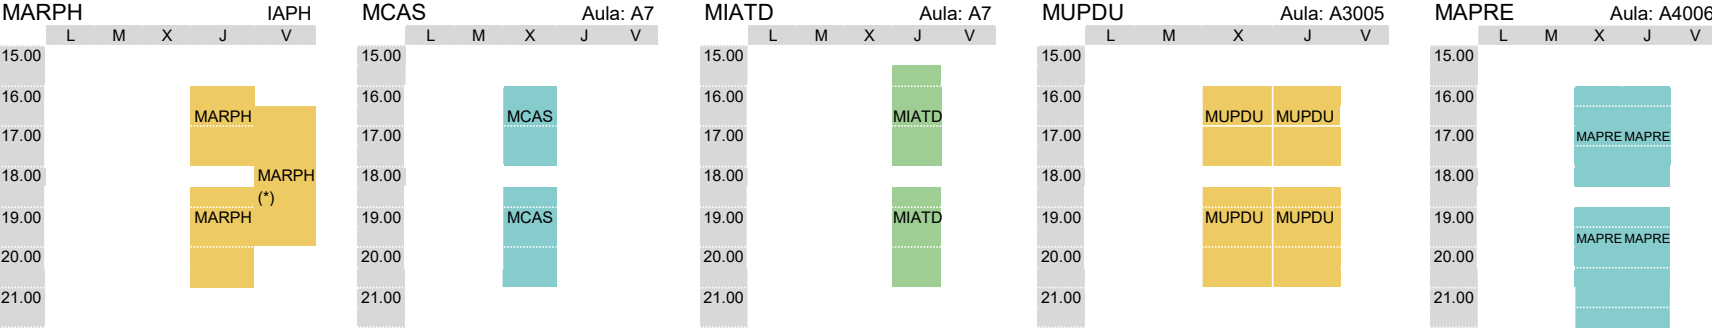 MARPH IAPH MCAS Aula: A7 MIATD Aula: A7 MUPDU Aula: A3005 MAPRE Aula: A4006
L M X J V L M X J V L M X J V L M X J V L M X J V
15.00 15.00 15.00 15.00 15.00
16.00 16.00 16.00 16.00 16.00
MARPH MCAS MIATD MUPDU MUPDU
17.00 17.00 17.00 17.00 17.00 MAPRE MAPRE
18.00 MARPH 18.00 18.00 18.00 18.00
(*)
19.00 MARPH 19.00 MCAS 19.00 MIATD 19.00 MUPDU MUPDU 19.00
MAPRE MAPRE
20.00 20.00 20.00 20.00 20.00
21.00 21.00 21.00 21.00 21.00